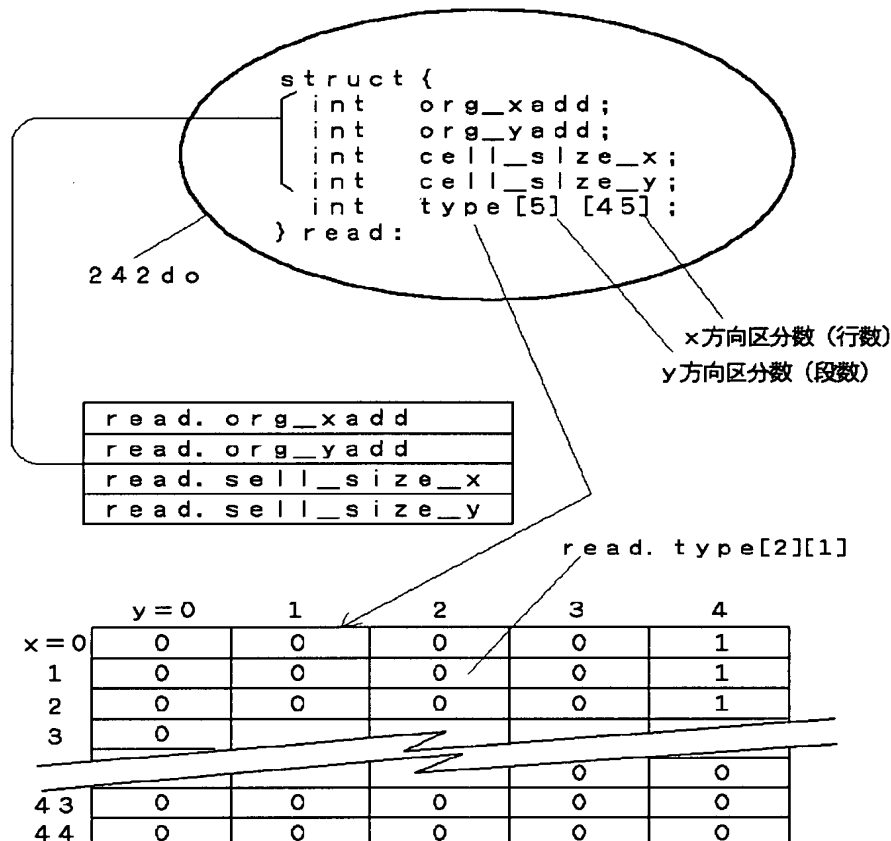 struct{
int org_xadd;
int org_yadd;
int cell_size_x;
int cell_size_y;
int type[5][45];
} read:
242do
x方向区分数(行数)
y方向区分数(段数)
read.org_xadd
read.org_yadd
read.sell_size_x
read.sell_size_y
read.type[2][1]
y=0 1 2 3 4
x=0 0 0 0 0 1
1 0 0 0 0 1
2 0 0 0 0 1
3 0
0 0
43 0 0 0 0 0
44 0 0 0 0 0